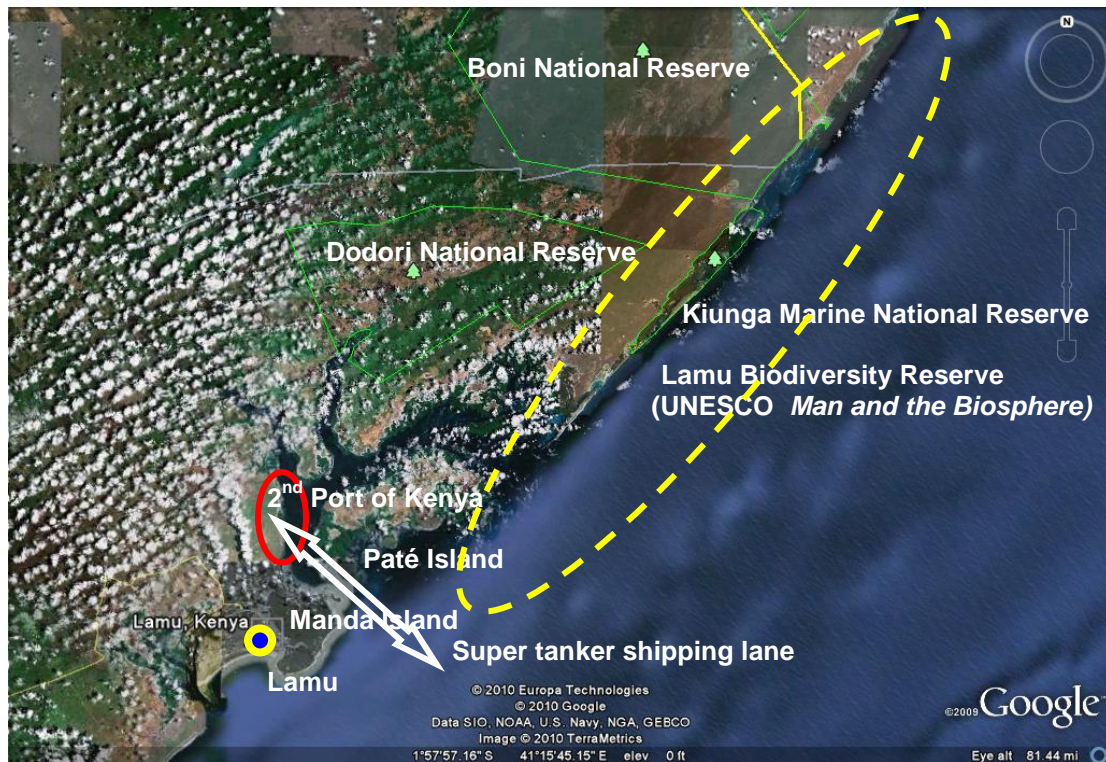 N
Boni National Reserve
Dodori National Reserve
Kiunga Marine National Reserve
Lamu Biodiversity Reserve
(UNESCO Man and the Biosphere)
2nd Port of Kenya
Paté Island
Lamu, Kenya
Manda Island
Super tanker shipping lane
Lamu
© 2010 Europa Technologies
© 2010 Google
Data SIO, NOAA, U.S. Navy, NGA, GEBCO
Image © 2010 TerraMetrics
©2009 Google
1°57'57.16" S 41°15'45.15" E elev 0 ft Eye alt 81.44 mi